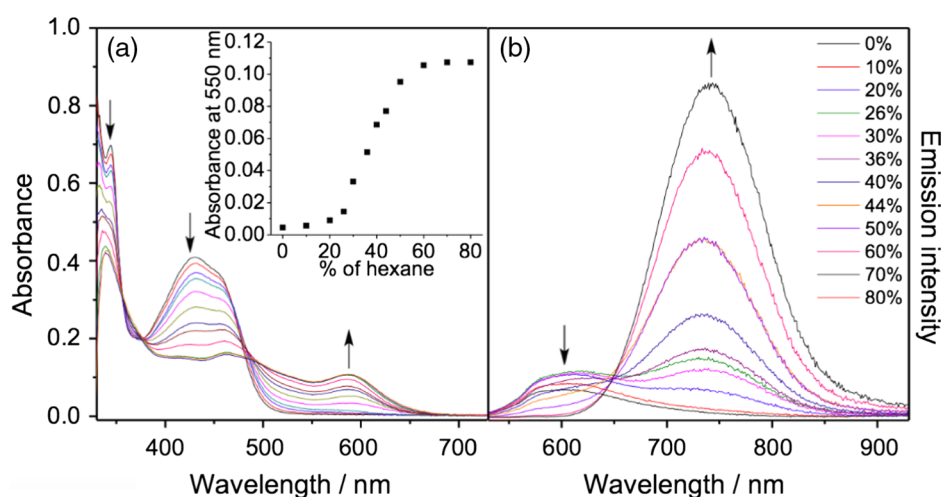 (a)
(b)
1.0
0.8
0.6
0.4
0.2
0.0
Absorbance
400
500
600
700
Wavelength / nm
0.12
0.10
0.08
0.06
0.04
0.02
0.00
Absorbance at 550 nm
0 20 40 60 80
% of hexane
600 700 800 900
Wavelength / nm
Emission intensity
0%
10%
20%
26%
30%
36%
40%
44%
50%
60%
70%
80%